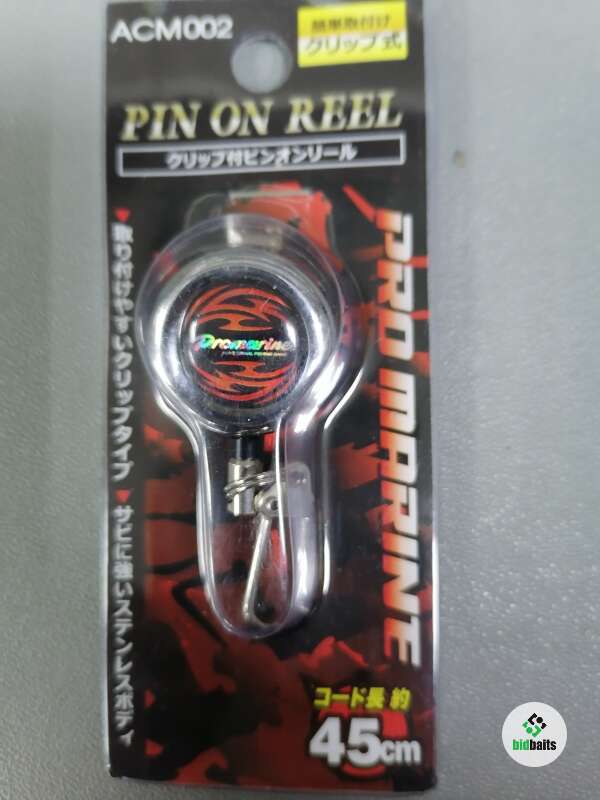 ACM002
簡単取付け
クリップ式
PIN ON REEL
クリップ付ピンオンリール
▼取り付けやすいクリップタイプ
▼サビに強いステンレスボディ
PRO MARINE
Promarine
コード長 約
45cm
bidbaits